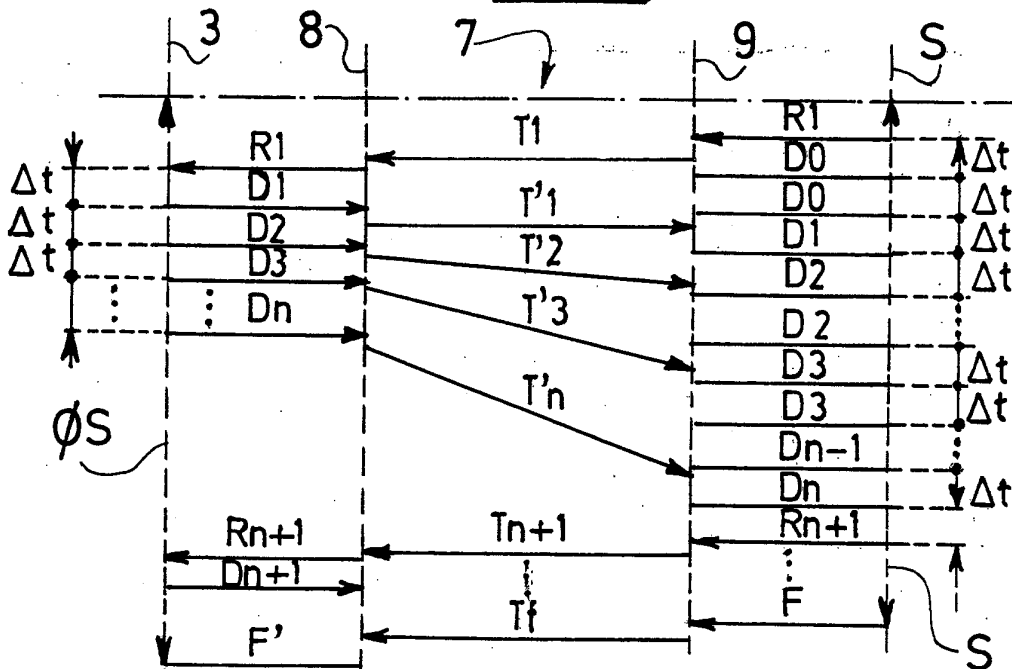 3 8 7 9 S
R1
T1
R1
Δt
D0
Δt
D1
T'1
D0
Δt
Δt
D2
T'2
D1
Δt
Δt
D3
D2
Δt
Dn
T'3
D2
D3
Δt
T'n
D3
Δt
ØS
Dn-1
Dn
Δt
Rn+1
Tn+1
Rn+1
Dn+1
F
Tf
F'
S